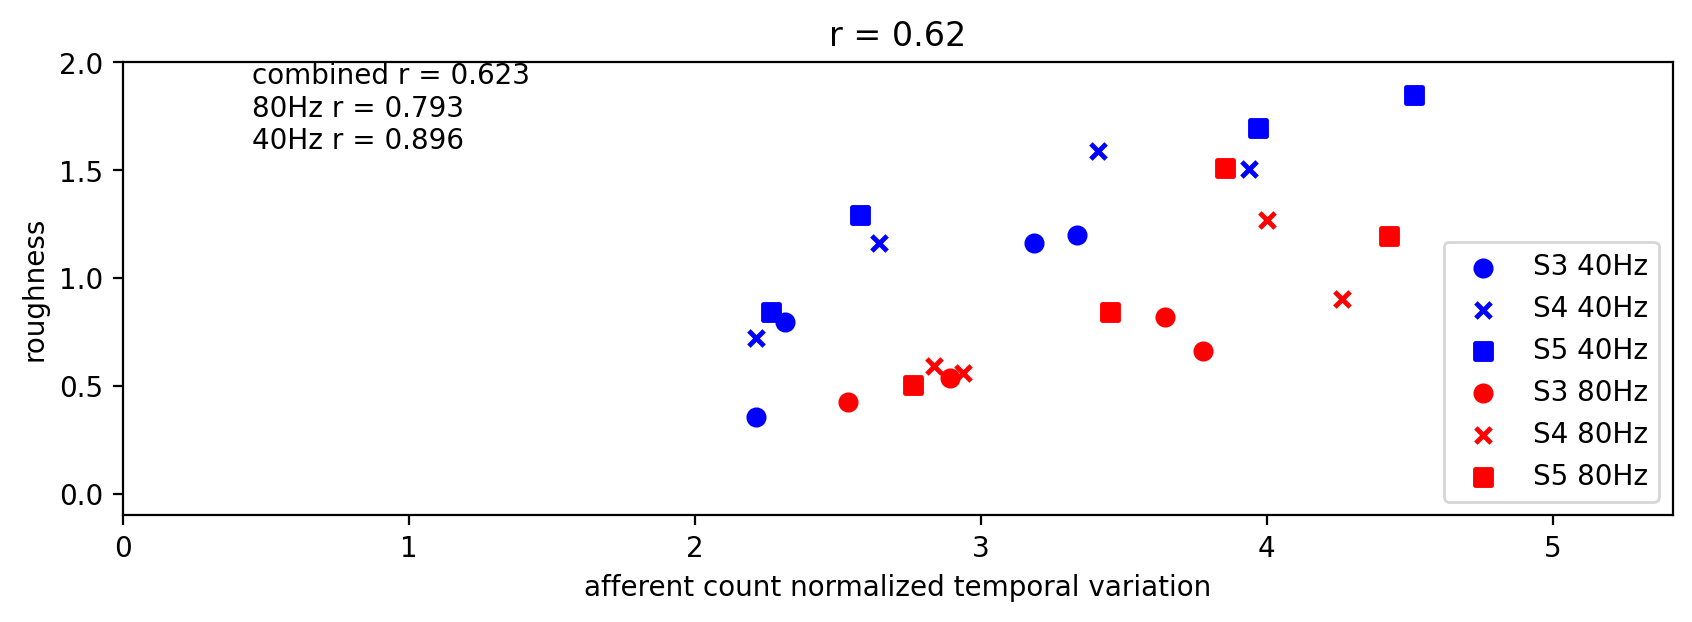 r = 0.62
combined r = 0.623
80Hz r = 0.793
40Hz r = 0.896
2.0
1.5
1.0
0.5
0.0
roughness
S3 40Hz
S4 40Hz
S5 40Hz
S3 80Hz
S4 80Hz
S5 80Hz
0 1 2 3 4 5
afferent count normalized temporal variation